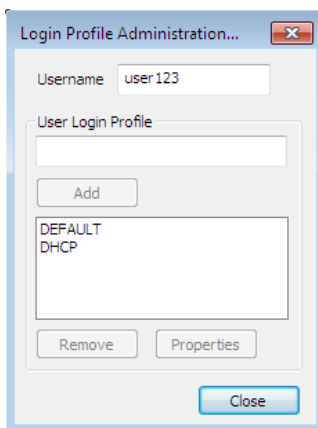 Login Profile Administration...
Username user123
User Login Profile
Add
DEFAULT
DHCP
Remove Properties
Close